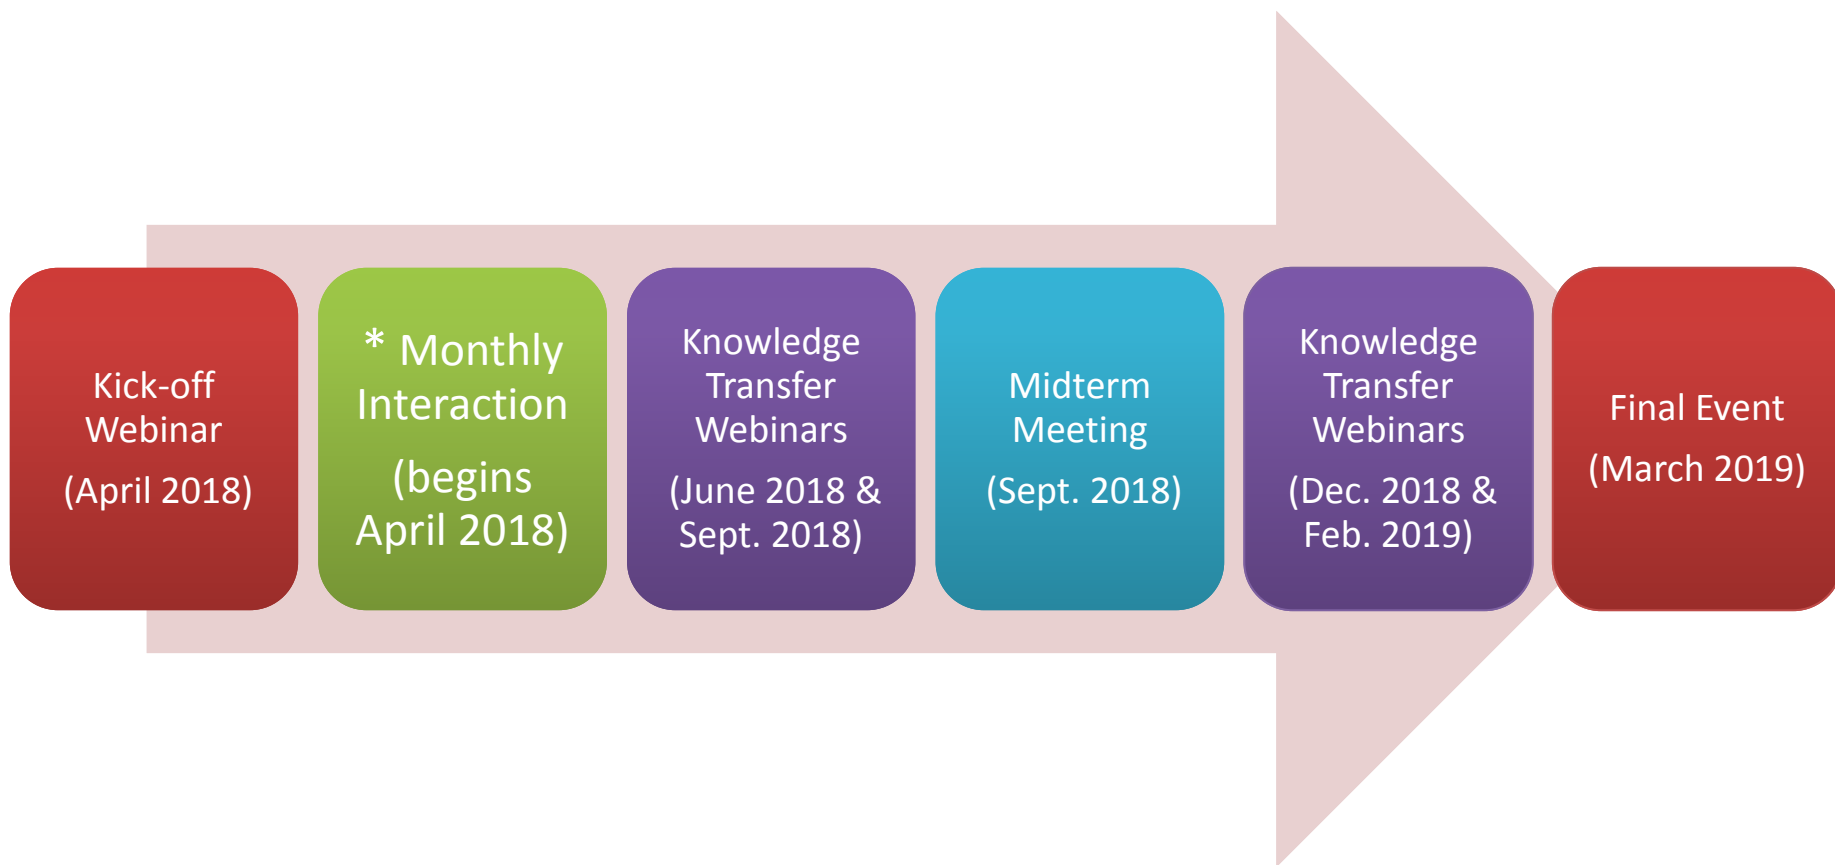 Kick-off
Webinar
(April 2018)
* Monthly
Interaction
(begins
April 2018)
Knowledge
Transfer
Webinars
(June 2018 &
Sept. 2018)
Midterm
Meeting
(Sept. 2018)
Knowledge
Transfer
Webinars
(Dec. 2018 &
Feb. 2019)
Final Event
(March 2019)